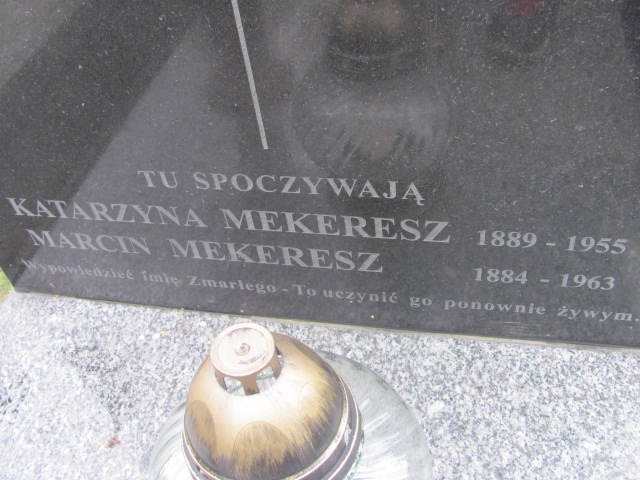 TU SPOCZYWAJĄ
KATARZYNA MEKERESZ 1889 - 1955
MARCIN MEKERESZ 1884 - 1963
Wypowiedzieć imię Zmarłego - To uczynić go ponownie żywym.